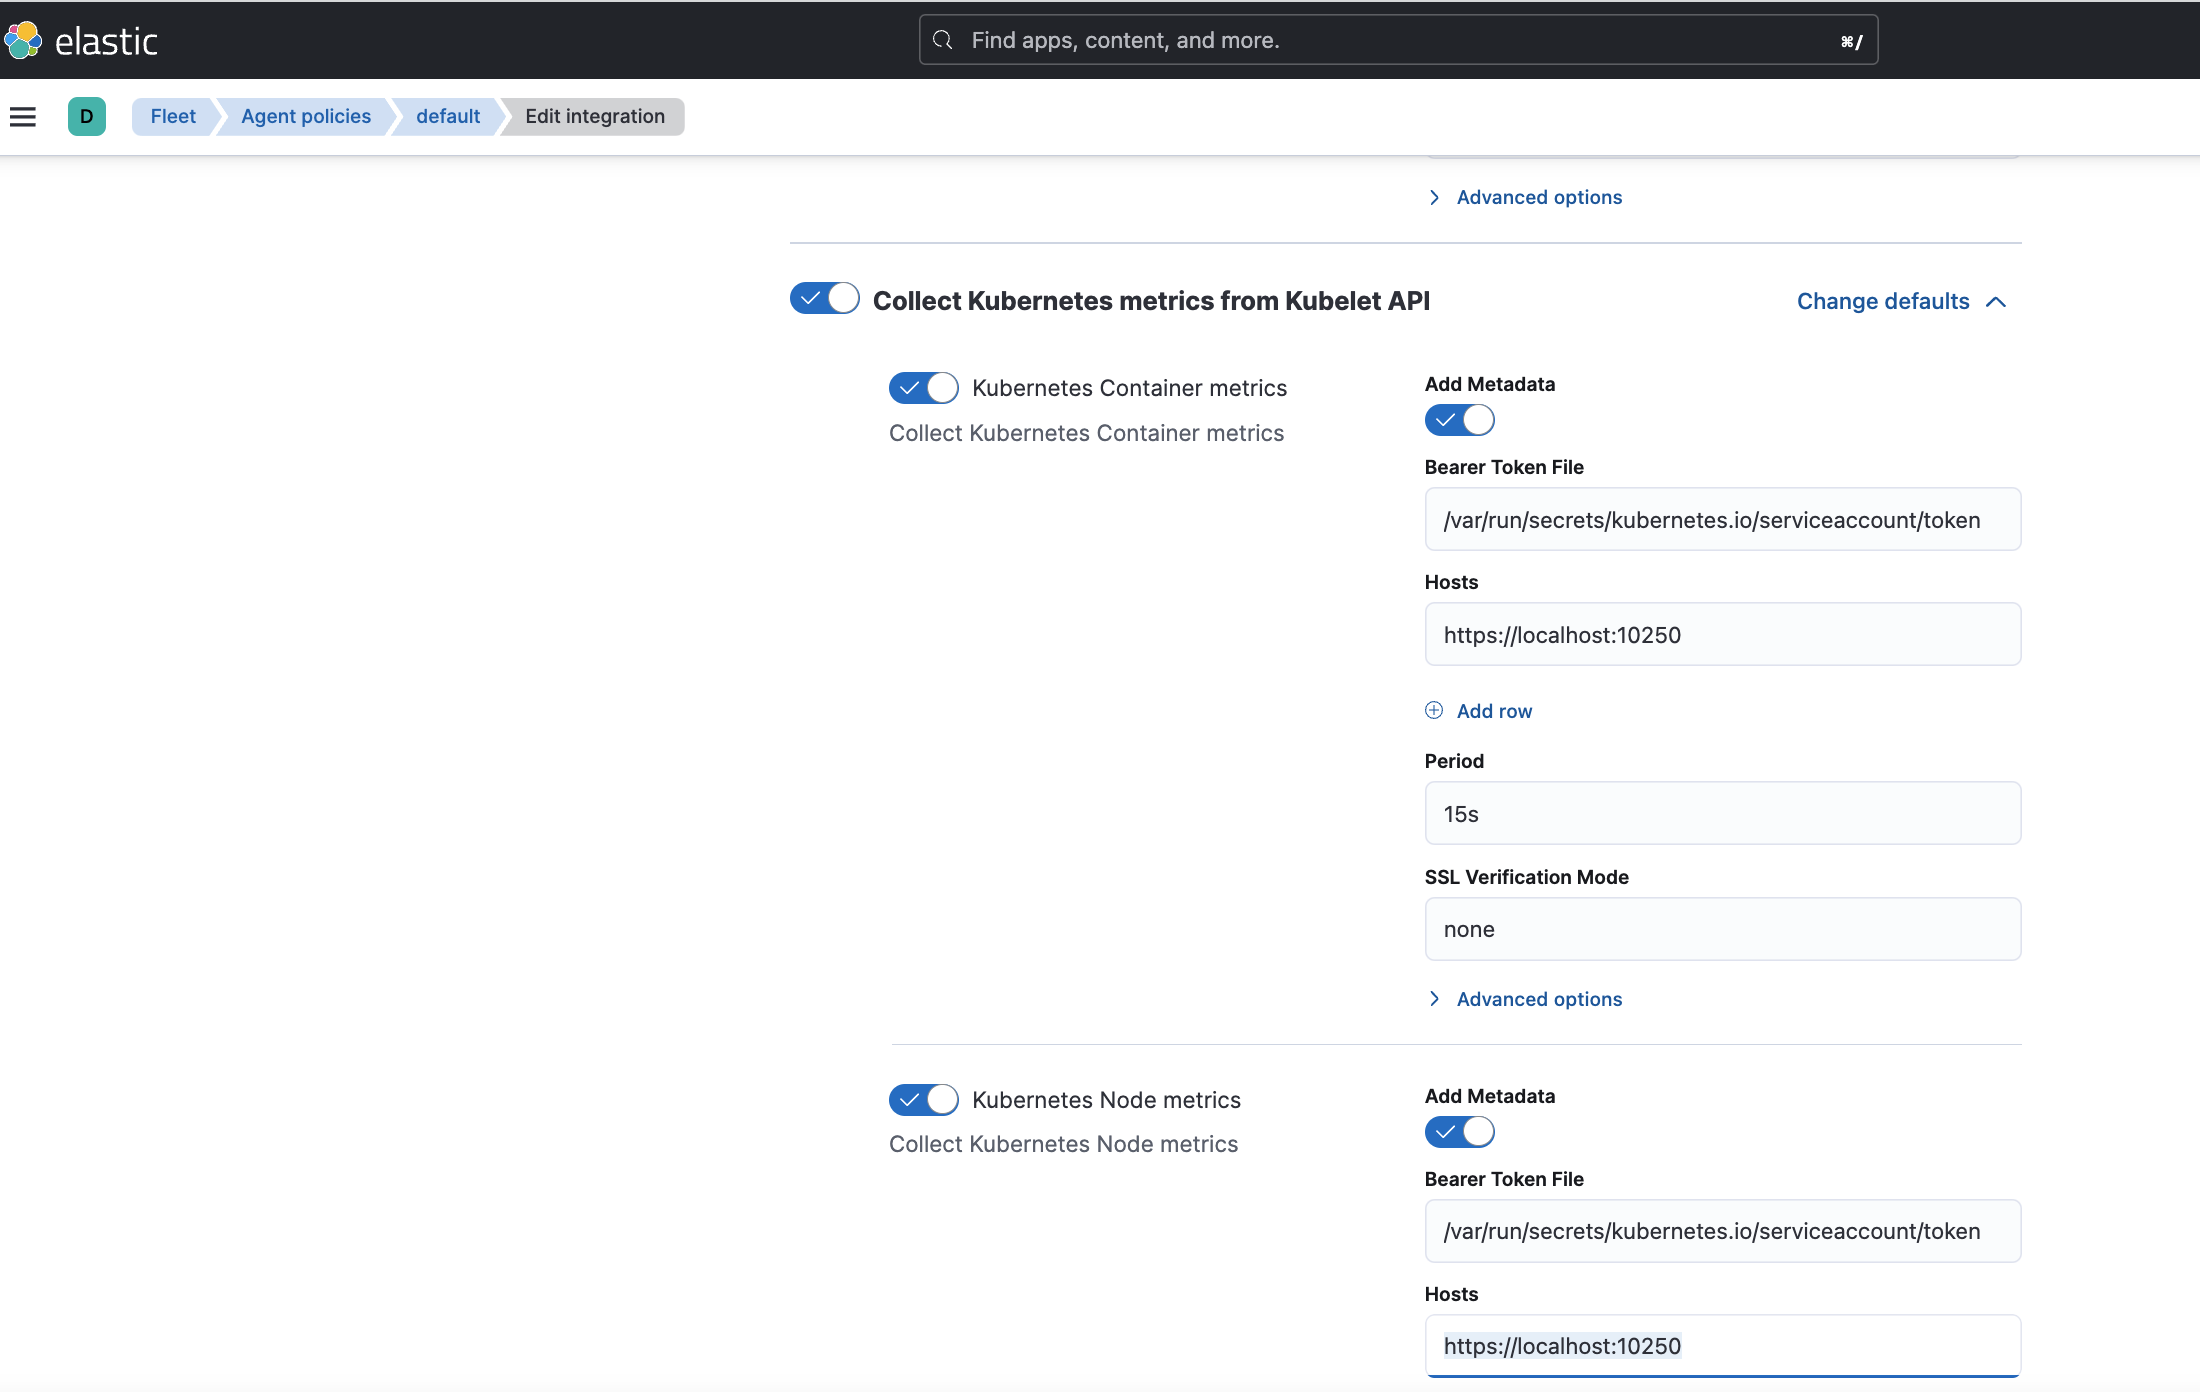 elastic
Find apps, content, and more.
⌘/
D
Fleet
Agent policies
default
Edit integration
Advanced options
Collect Kubernetes metrics from Kubelet API
Change defaults
Kubernetes Container metrics
Collect Kubernetes Container metrics
Add Metadata
Bearer Token File
/var/run/secrets/kubernetes.io/serviceaccount/token
Hosts
https://localhost:10250
Add row
Period
15s
SSL Verification Mode
none
Advanced options
Kubernetes Node metrics
Collect Kubernetes Node metrics
Add Metadata
Bearer Token File
/var/run/secrets/kubernetes.io/serviceaccount/token
Hosts
https://localhost:10250